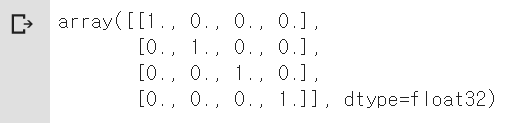 array([[1., 0., 0., 0.],
[0., 1., 0., 0.],
[0., 0., 1., 0.],
[0., 0., 0., 1.]], dtype=float32)